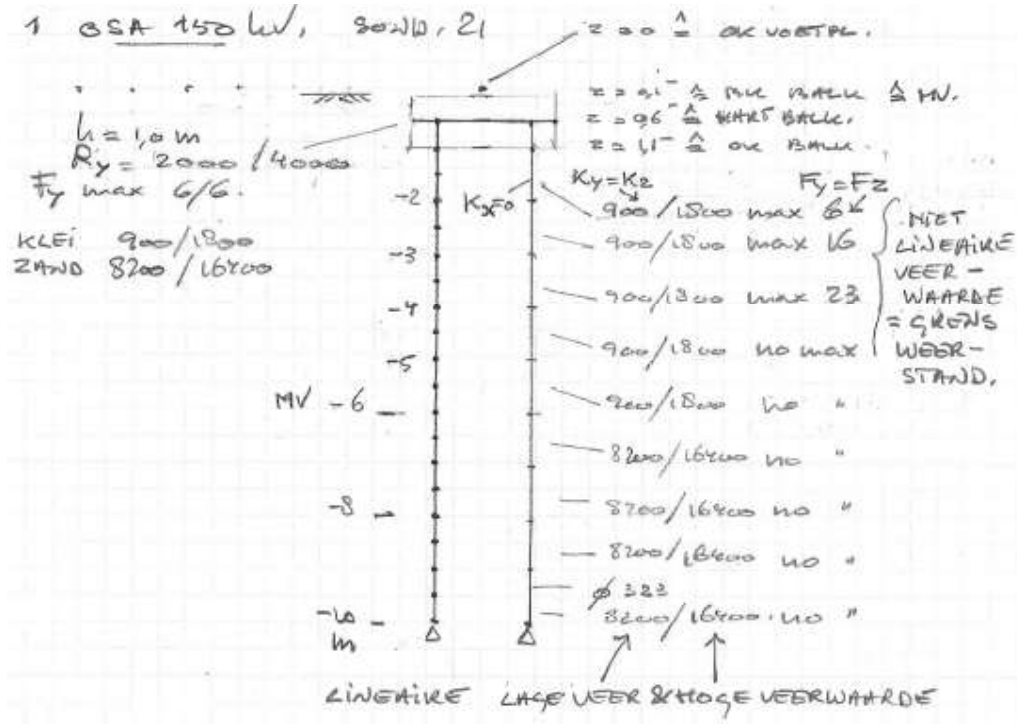 1 OSA 150 kV, SOND. 21
z = 0.0 ≙ OK VOETPL.
z = 0,1⁻ ≙ BK BALK ≙ MV.
z = 0,6⁻ ≙ HART BALK.
z = 1,1⁻ ≙ OK BALK.
h = 1,0 m
Ry = 2000 / 4000
Fy max 6/6.
KLEI 900/1800
ZAND 8200 / 16400
Ky=Kz Fy=Fz
-2 Kx=0 900/1800 max 6
-3 900/1800 max 16
-4 900/1800 max 23
-5 900/1800 no max
NIET
LINEAIRE
VEER -
WAARDE
= GRENS
WEER -
STAND.
MV -6 900/1800 no "
8200/16400 no "
-8 8200/16400 no "
8200/16400 no "
ø 323
-10 8200/16400 no "
m
LINEAIRE LAGE VEER & HOGE VEERWAARDE